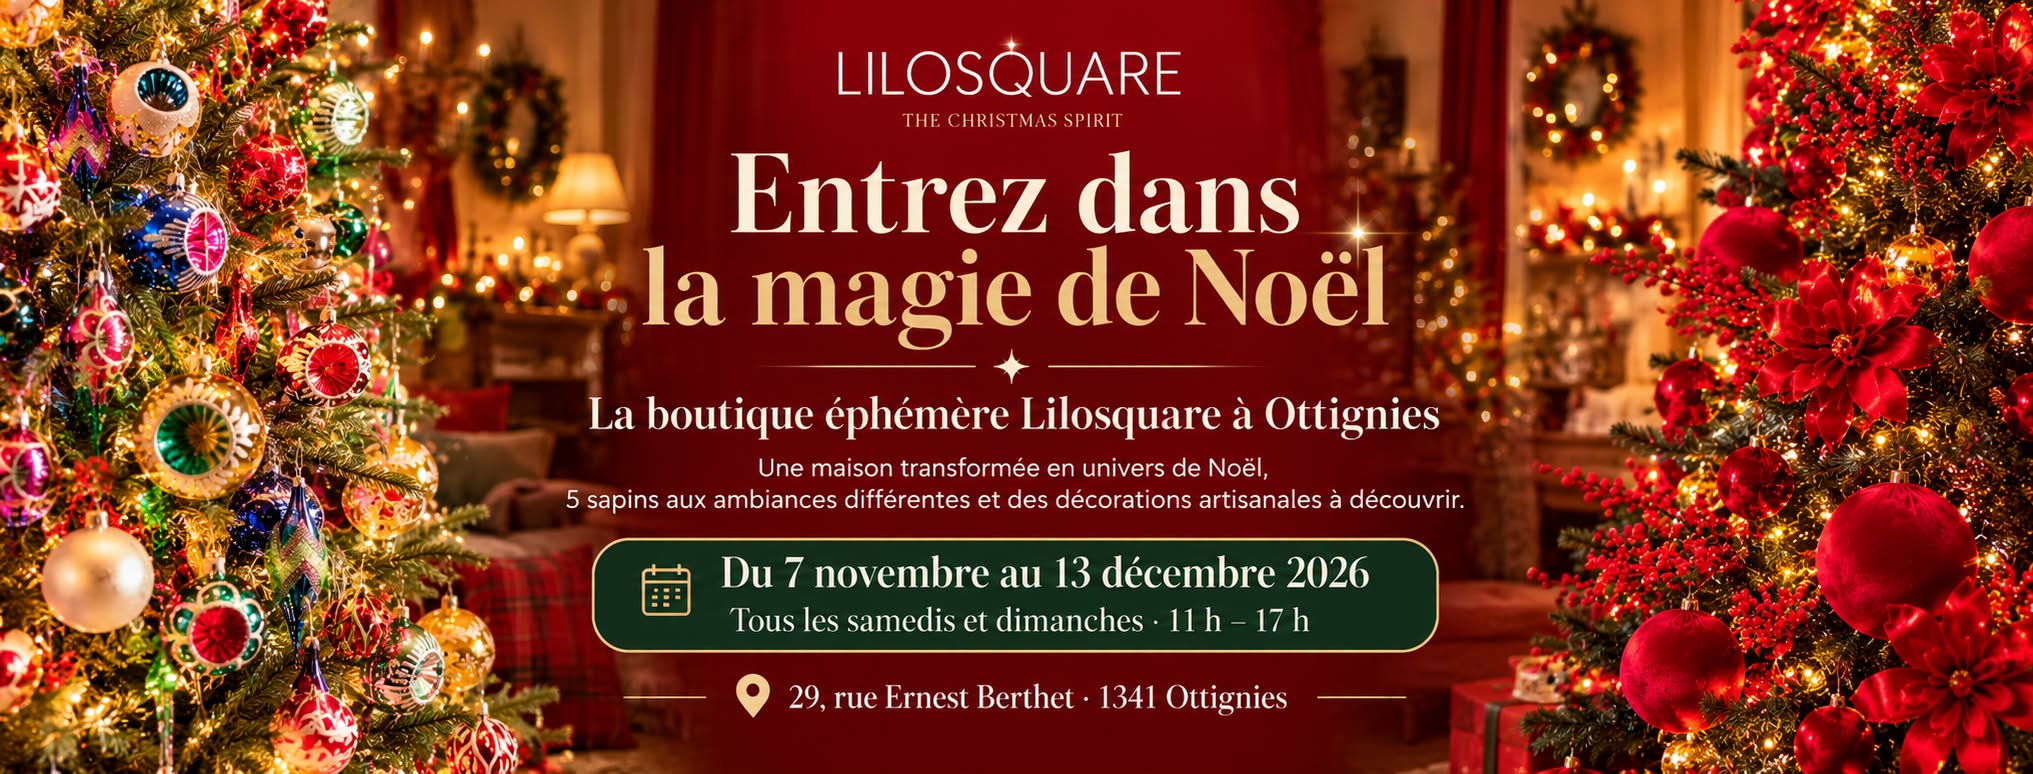 LILOSQUARE
THE CHRISTMAS SPIRIT
Entrez dans
la magie de Noël
La boutique éphémère Lilosquare à Ottignies
Une maison transformée en univers de Noël,
5 sapins aux ambiances différentes et des décorations artisanales à découvrir.
Du 7 novembre au 13 décembre 2026
Tous les samedis et dimanches · 11 h – 17 h
29, rue Ernest Berthet · 1341 Ottignies